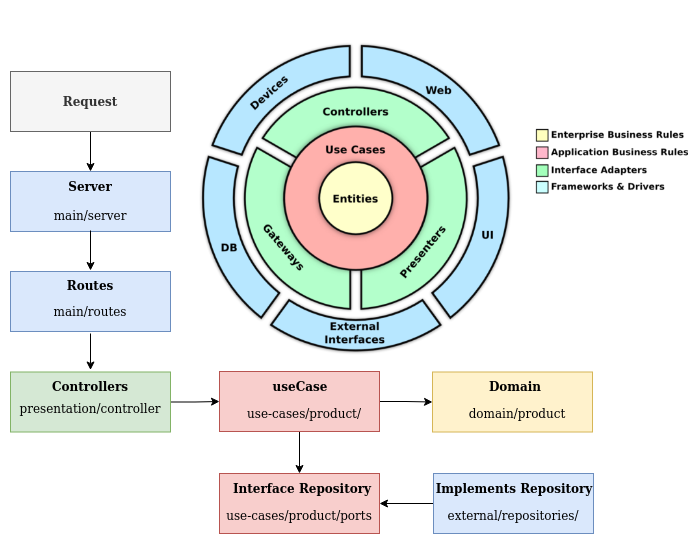 Request
Server
main/server
Routes
main/routes
Controllers
presentation/controller
Devices
Web
Controllers
Use Cases
Entities
DB
Gateways
Presenters
UI
External
Interfaces
Enterprise Business Rules
Application Business Rules
Interface Adapters
Frameworks & Drivers
useCase
use-cases/product/
Domain
domain/product
Interface Repository
use-cases/product/ports
Implements Repository
external/repositories/